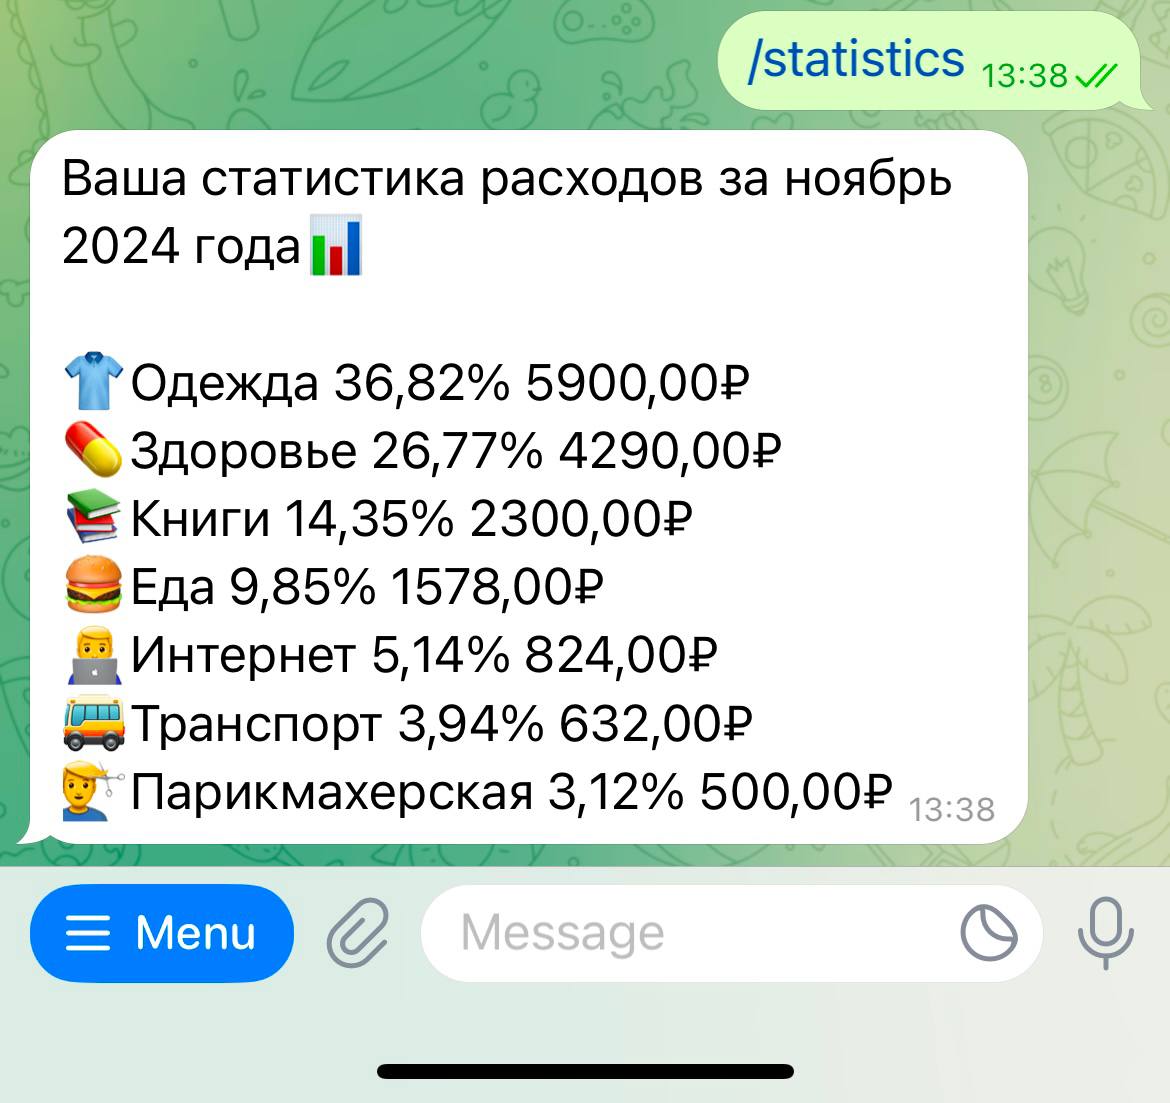 /statistics 13:38
Ваша статистика расходов за ноябрь
2024 года📊
👕Одежда 36,82% 5900,00₽
💊Здоровье 26,77% 4290,00₽
📚Книги 14,35% 2300,00₽
🍔Еда 9,85% 1578,00₽
👨‍💻Интернет 5,14% 824,00₽
🚌Транспорт 3,94% 632,00₽
💇‍♂️Парикмахерская 3,12% 500,00₽ 13:38
Menu Message